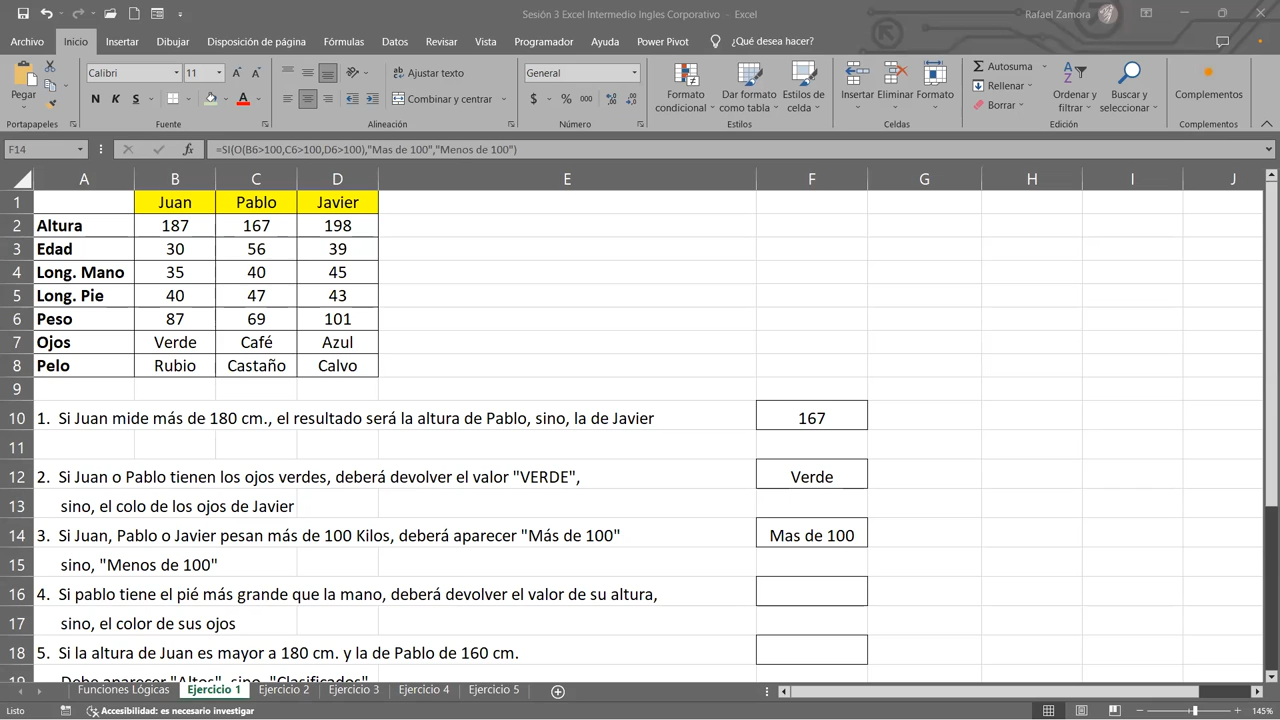 Sesión 3 Excel Intermedio Ingles Corporativo - Excel
Rafael Zamora
Archivo Inicio Insertar Dibujar Disposición de página Fórmulas Datos Revisar Vista Programador Ayuda Power Pivot ¿Qué desea hacer?
Pegar
Calibri 11
N K S
Ajustar texto
Combinar y centrar
General
$ % 000
Formato condicional
Dar formato como tabla
Estilos de celda
Insertar Eliminar Formato
Autosuma
Rellenar
Borrar
Ordenar y filtrar
Buscar y seleccionar
Complementos
Portapapeles Fuente Alineación Número Estilos Celdas Edición Complementos
F14 fx =SI(O(B6>100,C6>100,D6>100),"Mas de 100","Menos de 100")
A B C D E F G H I J
1 Juan Pablo Javier
2 Altura 187 167 198
3 Edad 30 56 39
4 Long. Mano 35 40 45
5 Long. Pie 40 47 43
6 Peso 87 69 101
7 Ojos Verde Café Azul
8 Pelo Rubio Castaño Calvo
9
10 1. Si Juan mide más de 180 cm., el resultado será la altura de Pablo, sino, la de Javier 167
11
12 2. Si Juan o Pablo tienen los ojos verdes, deberá devolver el valor "VERDE", Verde
13 sino, el colo de los ojos de Javier
14 3. Si Juan, Pablo o Javier pesan más de 100 Kilos, deberá aparecer "Más de 100" Mas de 100
15 sino, "Menos de 100"
16 4. Si pablo tiene el pié más grande que la mano, deberá devolver el valor de su altura,
17 sino, el color de sus ojos
18 5. Si la altura de Juan es mayor a 180 cm. y la de Pablo de 160 cm.
19 Debe aparecer "Altos", sino, "Clasificados"
Funciones Lógicas Ejercicio 1 Ejercicio 2 Ejercicio 3 Ejercicio 4 Ejercicio 5
Listo Accesibilidad: es necesario investigar 145%